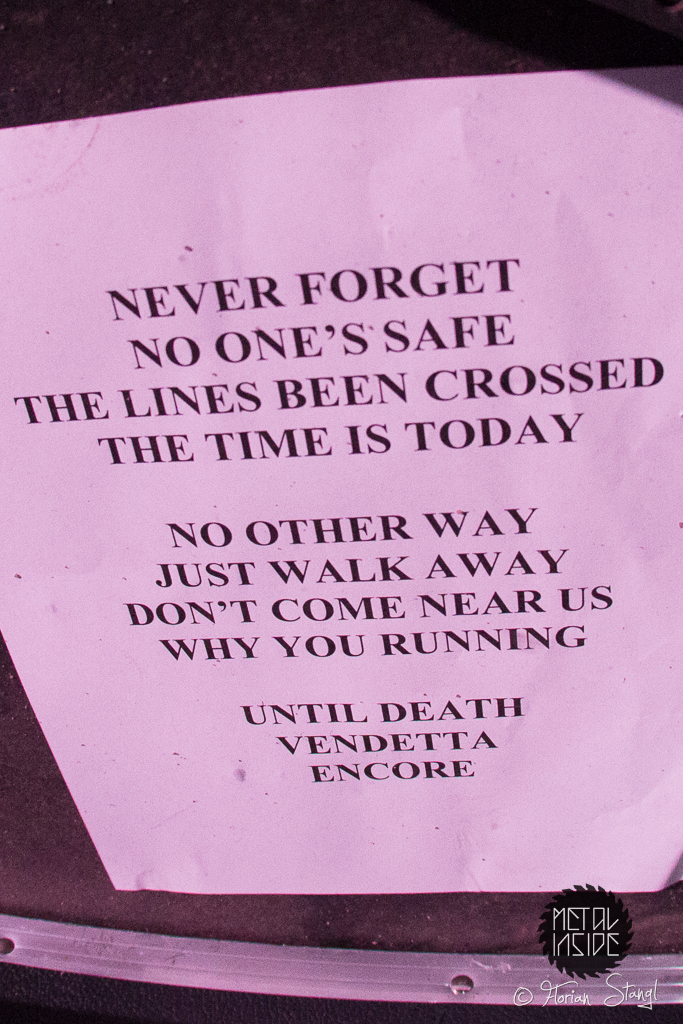 NEVER FORGET
NO ONE'S SAFE
THE LINES BEEN CROSSED
THE TIME IS TODAY
NO OTHER WAY
JUST WALK AWAY
DON'T COME NEAR US
WHY YOU RUNNING
UNTIL DEATH
VENDETTA
ENCORE
METAL
INSIDE
© Florian Stangl